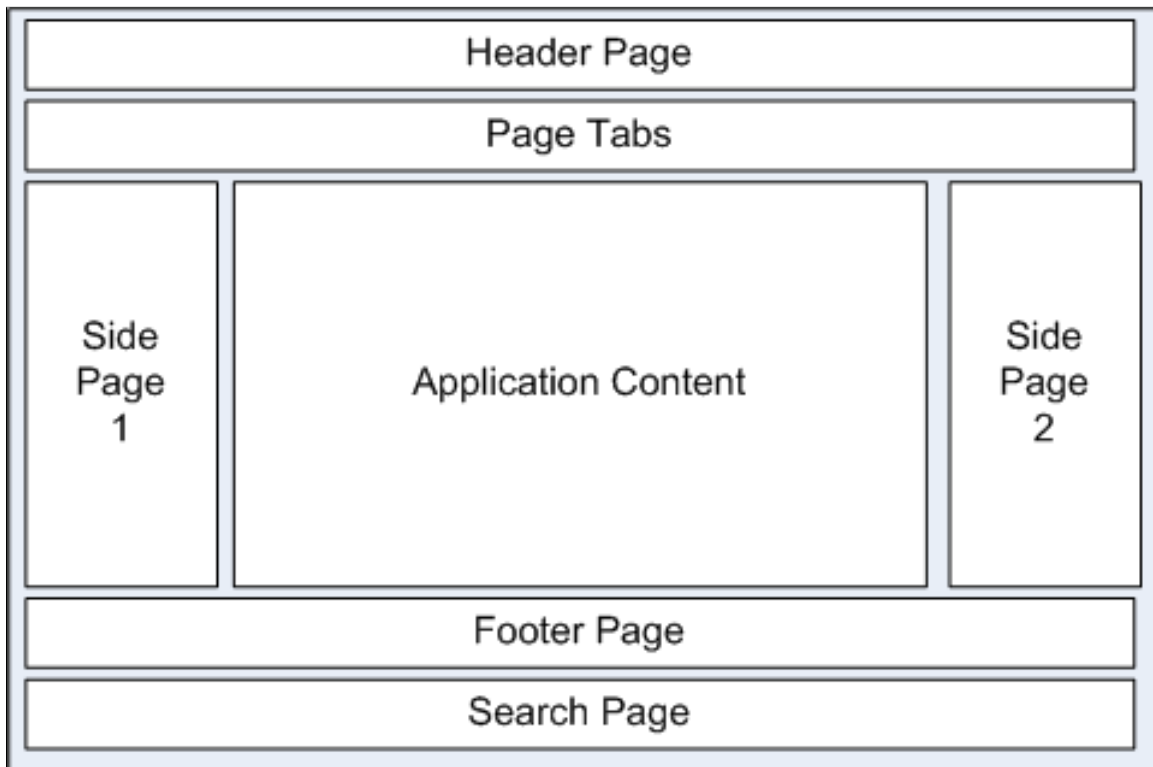 Header Page
Page Tabs
Side
Page
1
Application Content
Side
Page
2
Footer Page
Search Page